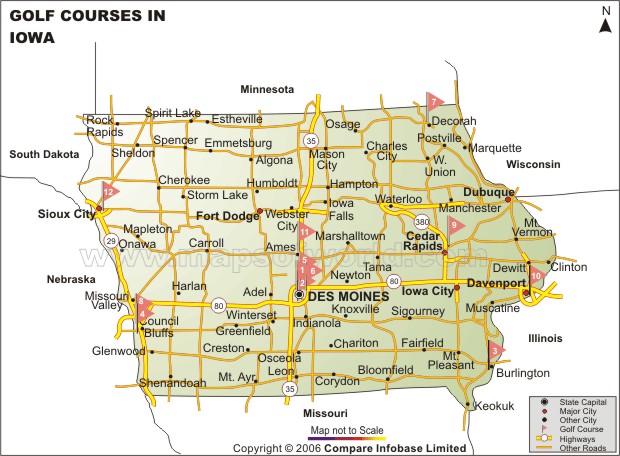 GOLF COURSES IN
IOWA
N
Minnesota
South Dakota
Wisconsin
Nebraska
Illinois
Missouri
7
Spirit Lake
Estheville
Rock
Rapids
Osage
Decorah
Postville
Marquette
Sheldon
Spencer
Emmetsburg
35
Algona
Mason
City
Charles
City
W.
Union
12
Cherokee
Storm Lake
Humboldt
Hampton
Waterloo
Dubuque
Manchester
Sioux City
Fort Dodge
Webster
City
Iowa
Falls
380
9
Mt.
Vernon
29
Mapleton
Onawa
Carroll
11
Marshalltown
Cedar
Rapids
Ames
www.mapsofworld.com
5
1
6
2
Tama
Newton
80
Dewitt
Clinton
10
Harlan
Adel
DES MOINES
Iowa City
Davenport
Missouri
Valley
8
4
80
Winterset
Knoxville
Sigourney
Muscatine
Council
Bluffs
Greenfield
Indianola
Glenwood
Creston
Osceola
Chariton
Fairfield
Mt.
Pleasant
3
Burlington
Shenandoah
Mt. Ayr
Leon
Corydon
Bloomfield
35
Keokuk
Map not to Scale
Copyright © 2006 Compare Infobase Limited
State Capital
Major City
Other City
Golf Course
Highways
Other Roads